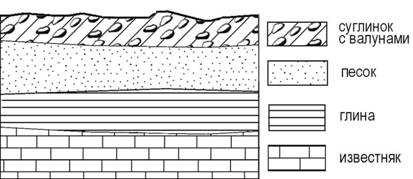 суглинок
с валунами
песок
глина
известняк